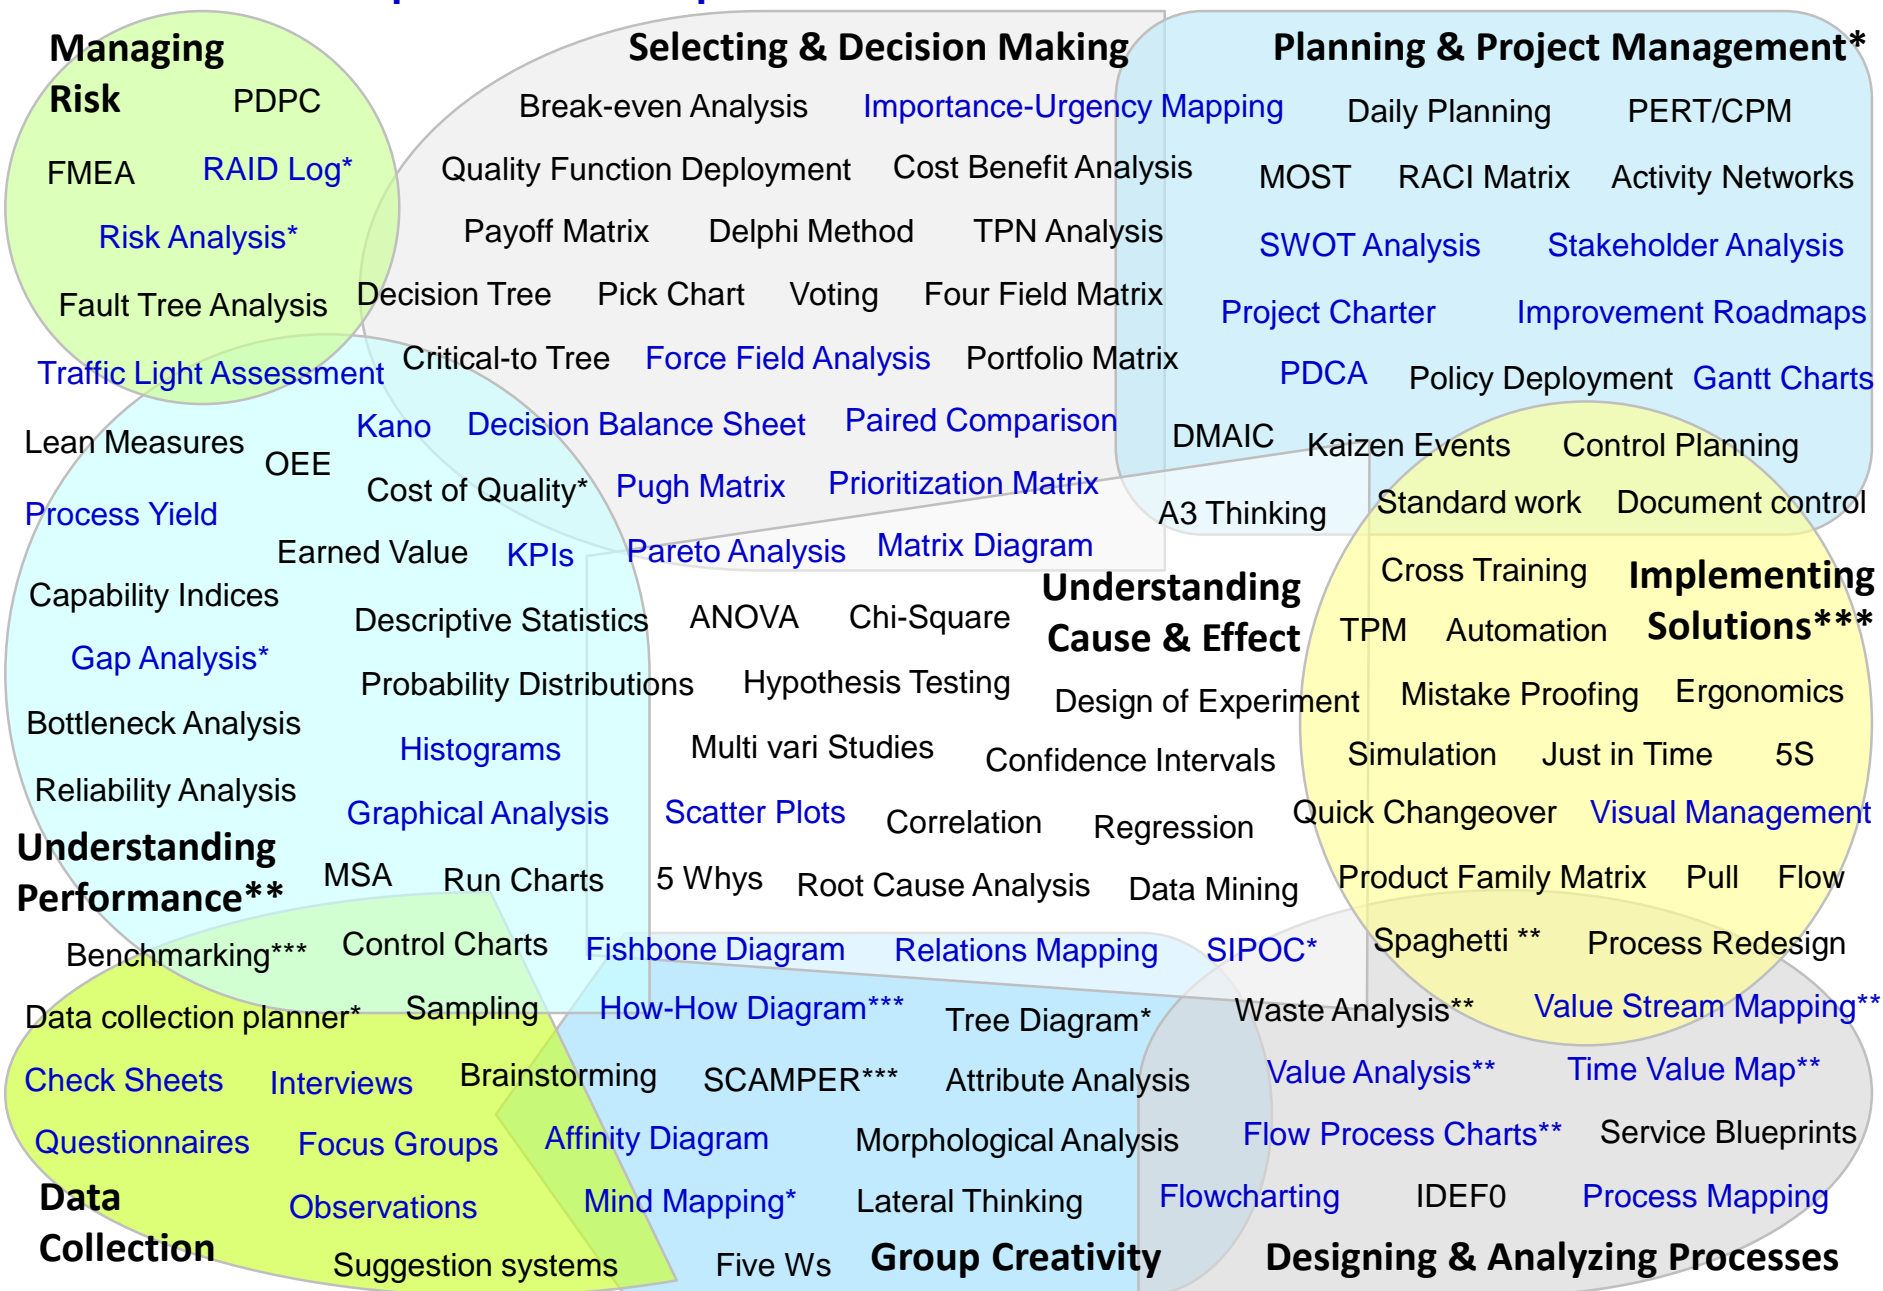 Managing
Risk
Selecting & Decision Making
Planning & Project Management*
PDPC
Break-even Analysis
Importance-Urgency Mapping
Daily Planning
PERT/CPM
FMEA
RAID Log*
Quality Function Deployment
Cost Benefit Analysis
MOST
RACI Matrix
Activity Networks
Risk Analysis*
Payoff Matrix
Delphi Method
TPN Analysis
SWOT Analysis
Stakeholder Analysis
Fault Tree Analysis
Decision Tree
Pick Chart
Voting
Four Field Matrix
Project Charter
Improvement Roadmaps
Traffic Light Assessment
Critical-to Tree
Force Field Analysis
Portfolio Matrix
PDCA
Policy Deployment
Gantt Charts
Lean Measures
OEE
Kano
Decision Balance Sheet
Paired Comparison
DMAIC
Kaizen Events
Control Planning
Process Yield
Cost of Quality*
Pugh Matrix
Prioritization Matrix
A3 Thinking
Standard work
Document control
Earned Value
KPIs
Pareto Analysis
Matrix Diagram
Understanding
Cause & Effect
Cross Training
Implementing
Solutions***
Capability Indices
Descriptive Statistics
ANOVA
Chi-Square
TPM
Automation
Gap Analysis*
Probability Distributions
Hypothesis Testing
Design of Experiment
Mistake Proofing
Ergonomics
Bottleneck Analysis
Histograms
Multi vari Studies
Confidence Intervals
Simulation
Just in Time
5S
Reliability Analysis
Graphical Analysis
Scatter Plots
Correlation
Regression
Quick Changeover
Visual Management
Understanding
Performance**
MSA
Run Charts
5 Whys
Root Cause Analysis
Data Mining
Product Family Matrix
Pull
Flow
Benchmarking***
Control Charts
Fishbone Diagram
Relations Mapping
SIPOC*
Spaghetti **
Process Redesign
Data collection planner*
Sampling
How-How Diagram***
Tree Diagram*
Waste Analysis**
Value Stream Mapping**
Check Sheets
Interviews
Brainstorming
SCAMPER***
Attribute Analysis
Value Analysis**
Time Value Map**
Questionnaires
Focus Groups
Affinity Diagram
Morphological Analysis
Flow Process Charts**
Service Blueprints
Data
Collection
Observations
Mind Mapping*
Lateral Thinking
Flowcharting
IDEF0
Process Mapping
Suggestion systems
Five Ws
Group Creativity
Designing & Analyzing Processes